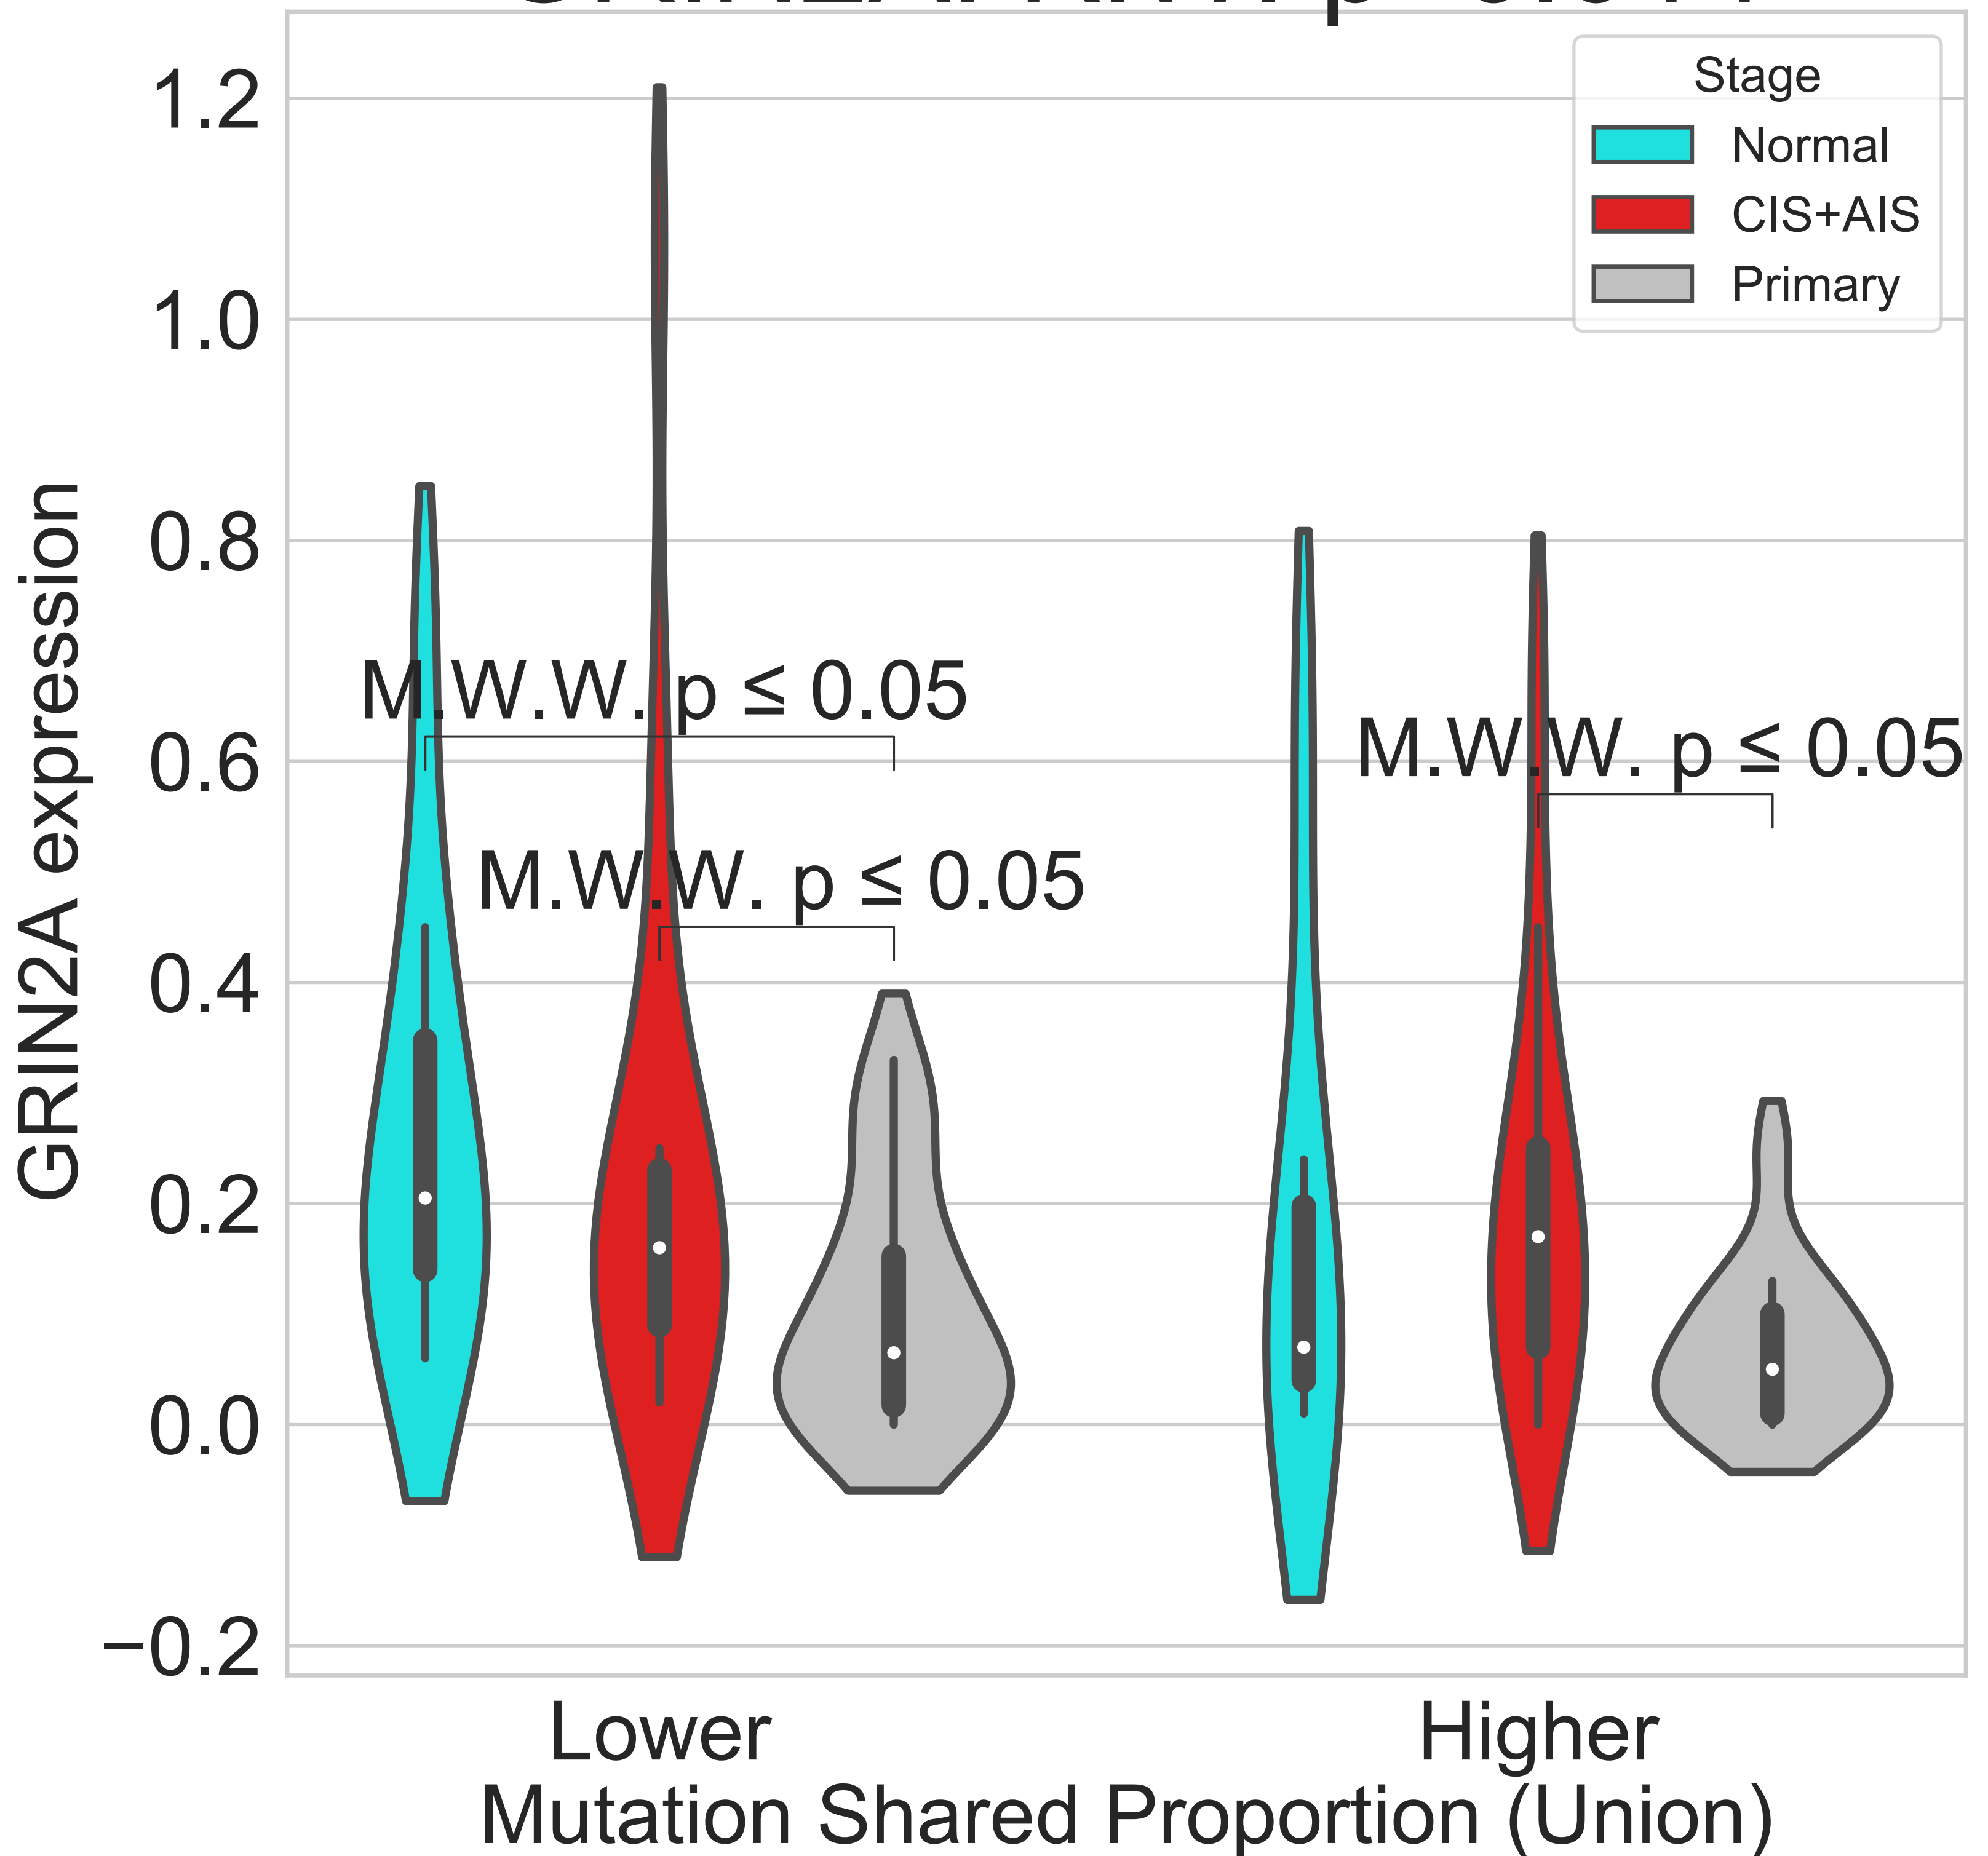 Stage
Normal
CIS+AIS
Primary
1.2
1.0
0.8
0.6
0.4
0.2
0.0
−0.2
GRIN2A expression
M.W.W. p ≤ 0.05
M.W.W. p ≤ 0.05
M.W.W. p ≤ 0.05
Lower
Higher
Mutation Shared Proportion (Union)